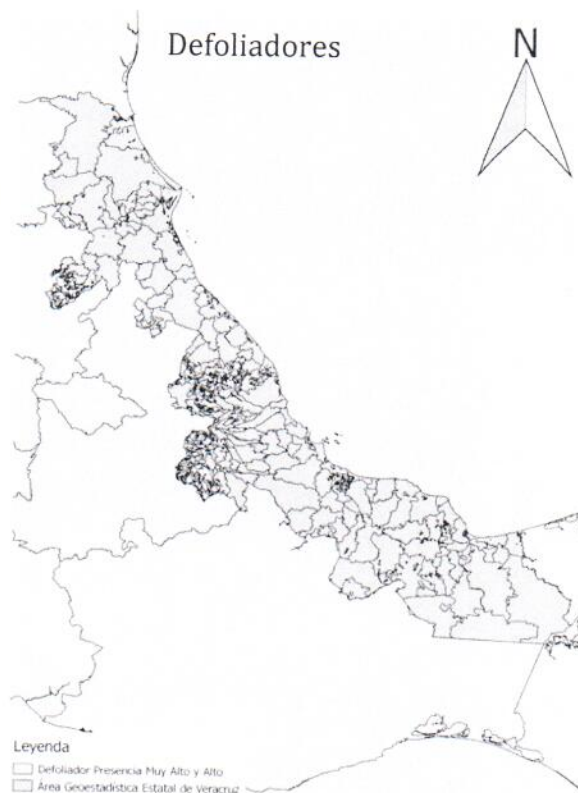 Defoliadores
N
Leyenda
Defoliador Presencia Muy Alto y Alto
Área Geoestadística Estatal de Veracruz